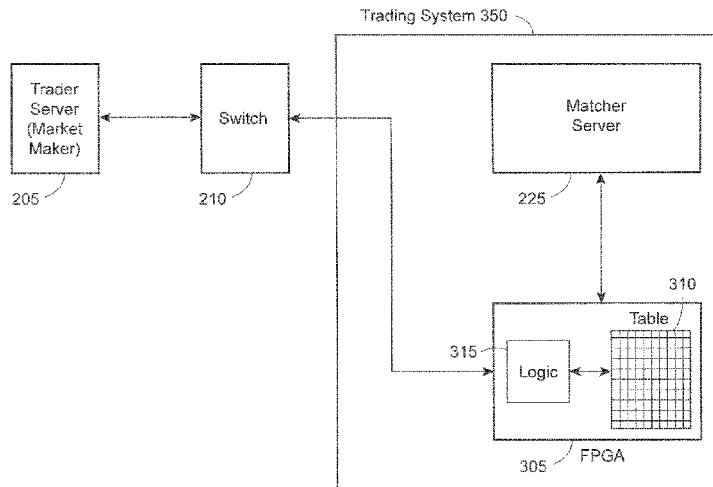 Trading System 350
Trader
Server
(Market
Maker)
205
Switch
210
Matcher
Server
225
310
Table
315
Logic
305
FPGA